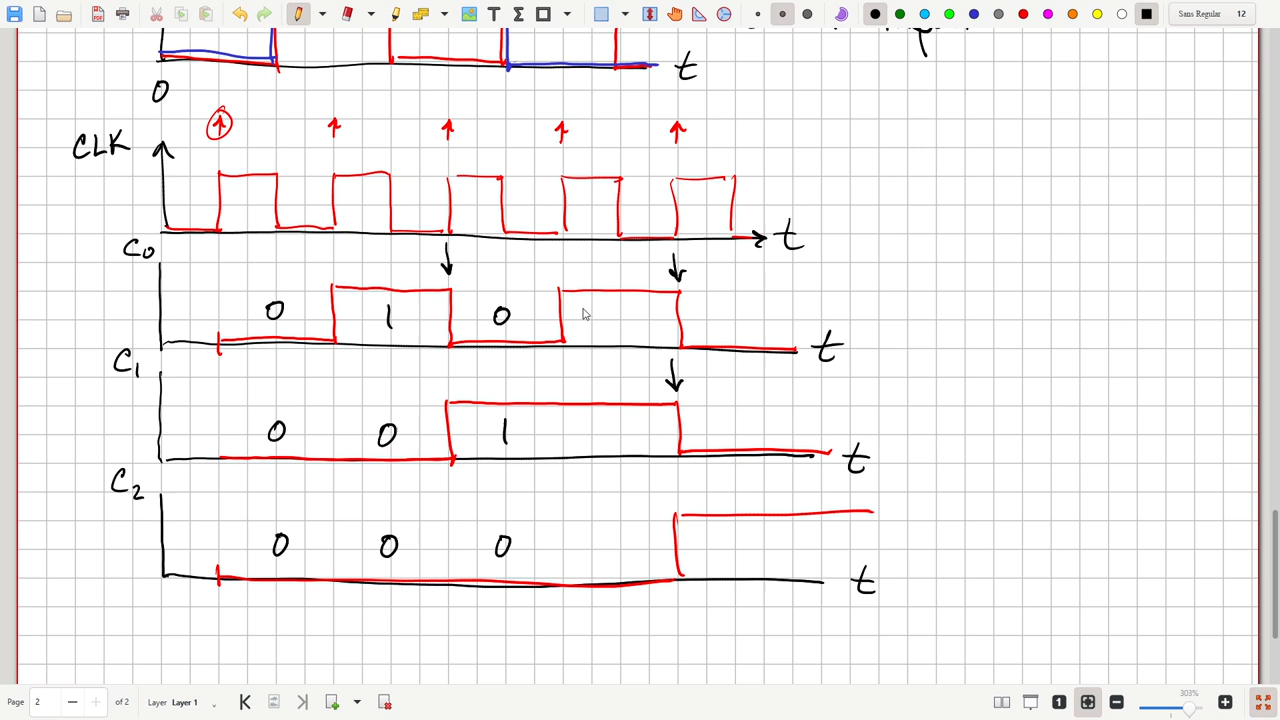 Sans Regular 12
t
0
CLK
t
C0
0 1 0
t
C1
0 0 1
t
C2
0 0 0
t
Page 2 of 2 Layer Layer 1 303%